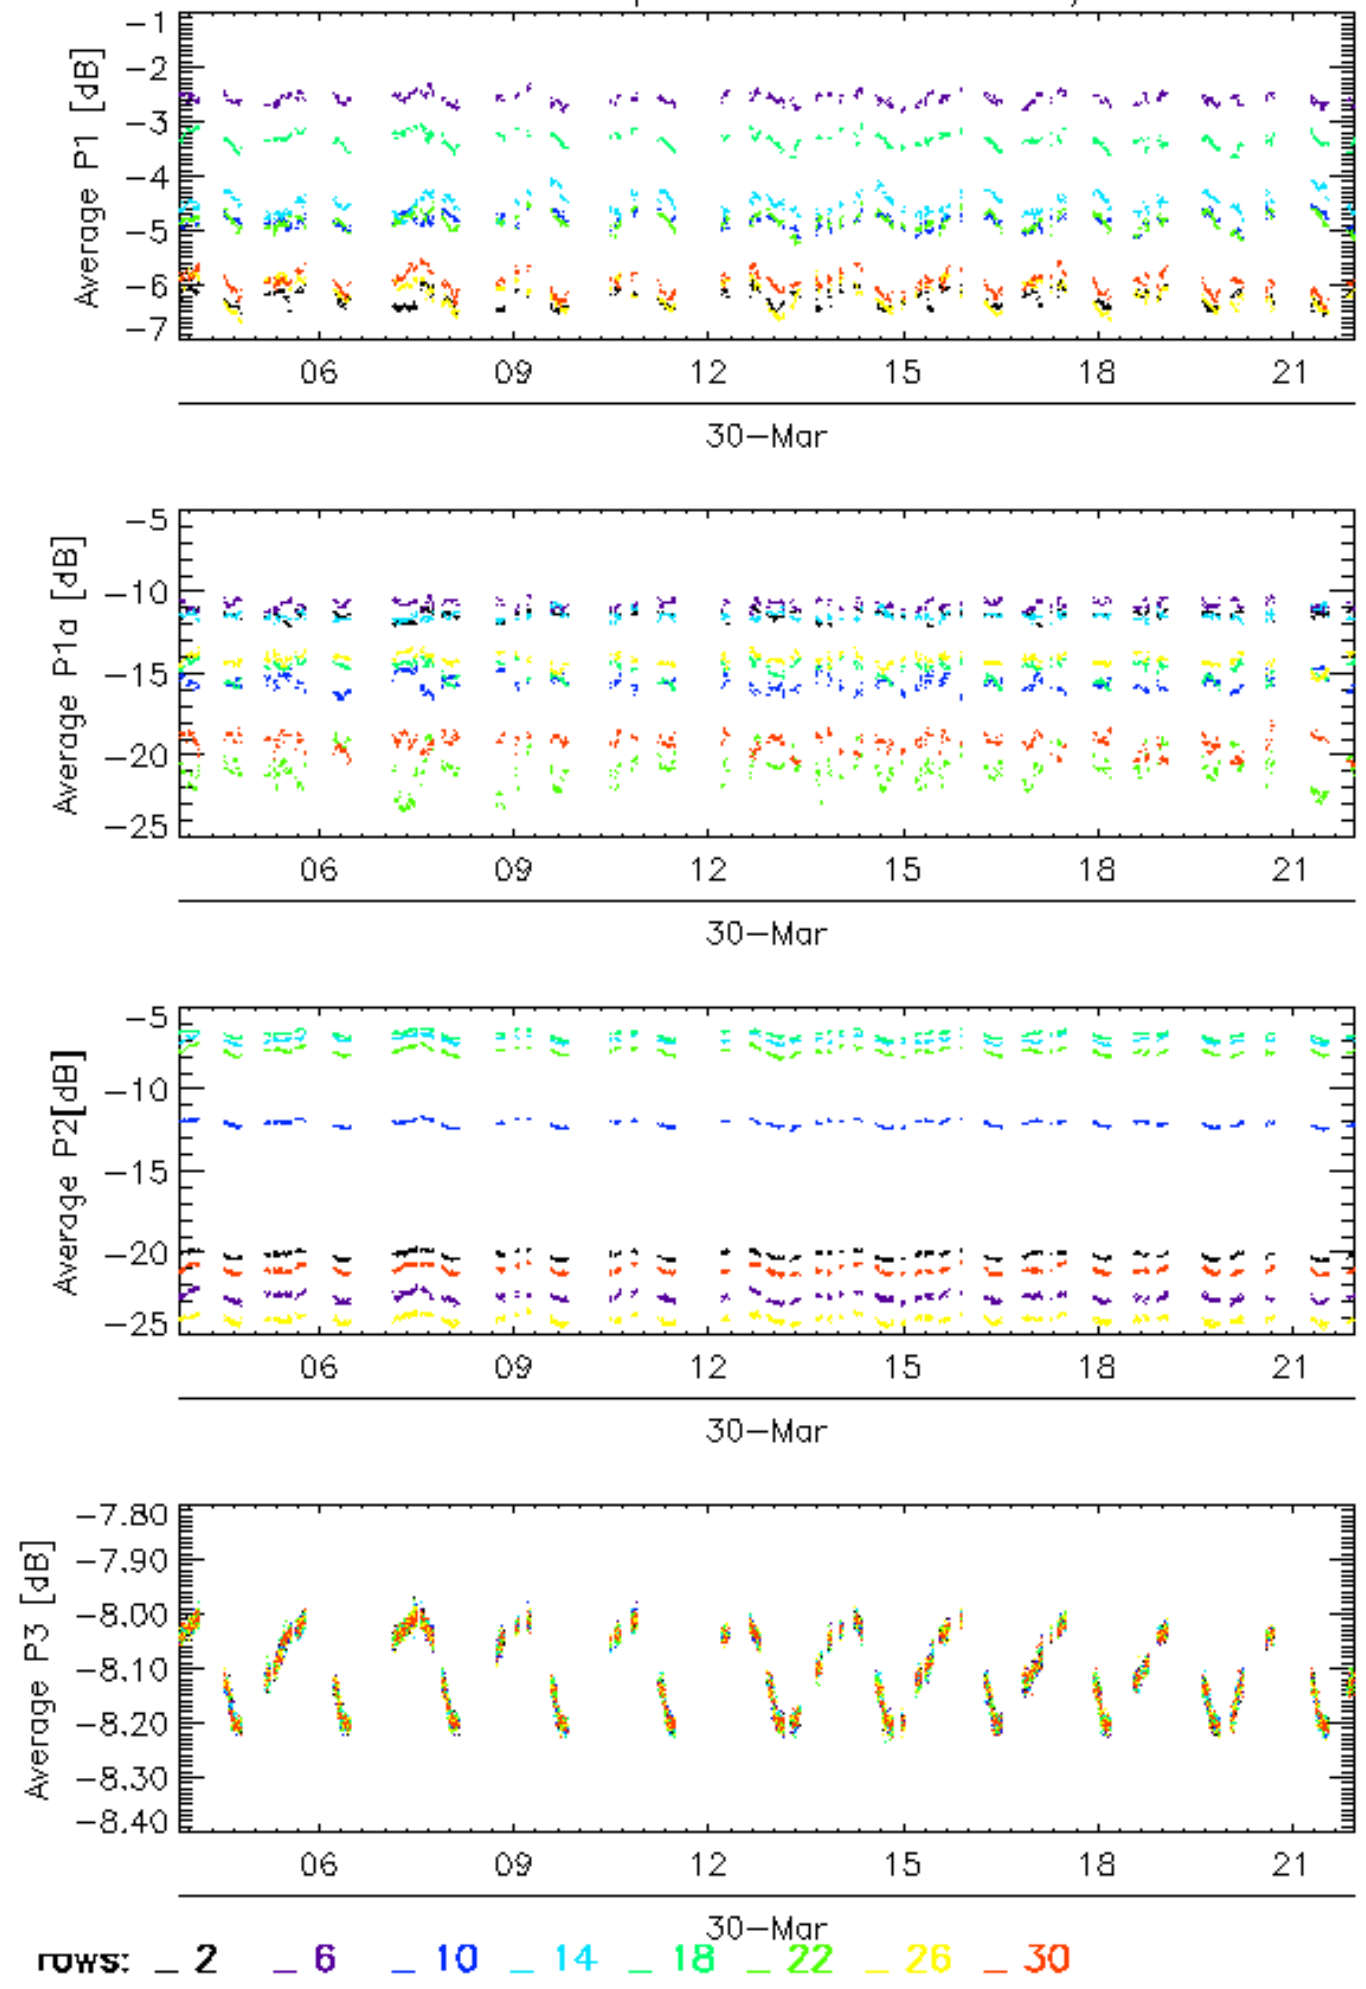 Average P1 [dB]
−1
−2
−3
−4
−5
−6
−7
06 09 12 15 18 21
30−Mar
Average P1a [dB]
−5
−10
−15
−20
−25
06 09 12 15 18 21
30−Mar
Average P2[dB]
−5
−10
−15
−20
−25
06 09 12 15 18 21
30−Mar
Average P3 [dB]
−7.80
−7.90
−8.00
−8.10
−8.20
−8.30
−8.40
06 09 12 15 18 21
30−Mar
rows: _ 2 _ 6 _ 10 _ 14 _ 18 _ 22 _ 26 _ 30